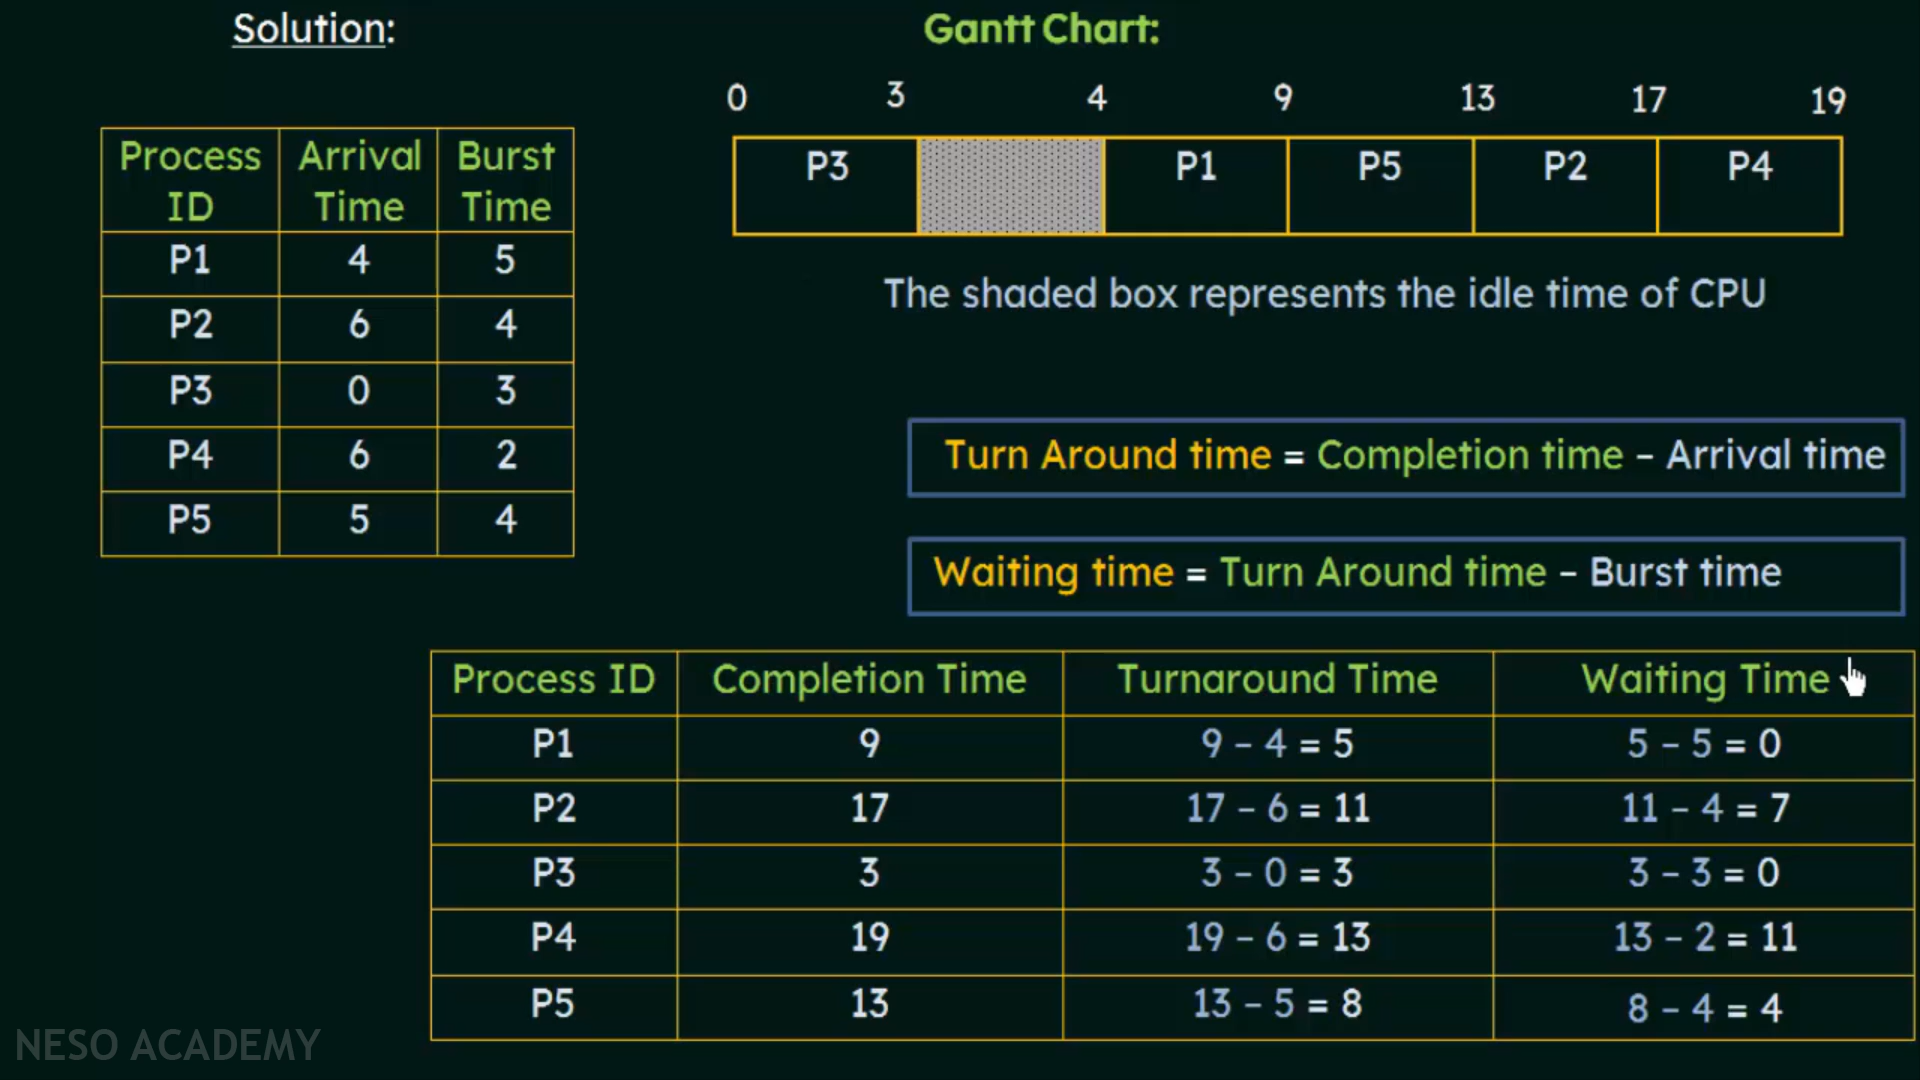 Solution:
Gantt Chart:
0 3 4 9 13 17 19
P3 P1 P5 P2 P4
The shaded box represents the idle time of CPU
Process ID Arrival Time Burst Time
P1 4 5
P2 6 4
P3 0 3
P4 6 2
P5 5 4
Turn Around time = Completion time – Arrival time
Waiting time = Turn Around time – Burst time
Process ID Completion Time Turnaround Time Waiting Time
P1 9 9 – 4 = 5 5 – 5 = 0
P2 17 17 – 6 = 11 11 – 4 = 7
P3 3 3 – 0 = 3 3 – 3 = 0
P4 19 19 – 6 = 13 13 – 2 = 11
P5 13 13 – 5 = 8 8 – 4 = 4
NESO ACADEMY